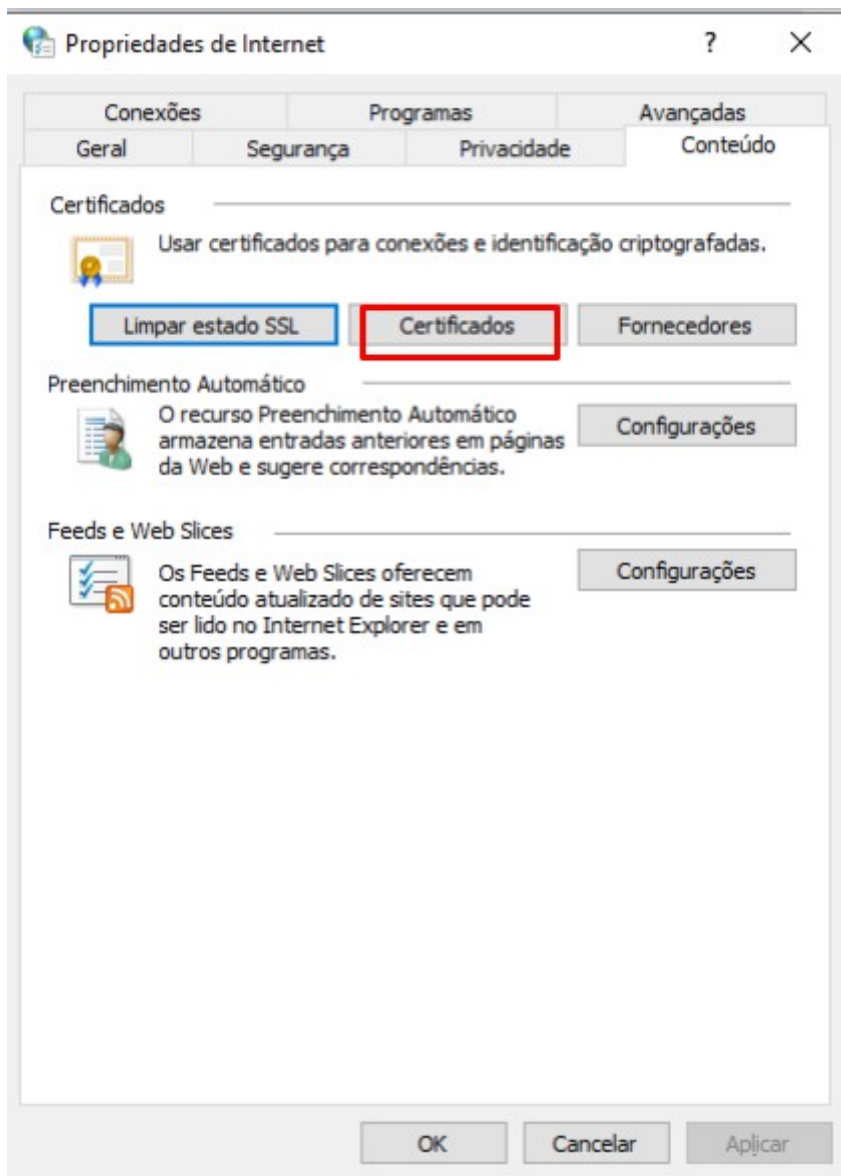 Propriedades de Internet
?
Conexões
Programas
Avançadas
Geral
Segurança
Privacidade
Conteúdo
Certificados
Usar certificados para conexões e identificação criptografadas.
Limpar estado SSL
Certificados
Fornecedores
Preenchimento Automático
O recurso Preenchimento Automático
armazena entradas anteriores em páginas
da Web e sugere correspondências.
Configurações
Feeds e Web Slices
Os Feeds e Web Slices oferecem
conteúdo atualizado de sites que pode
ser lido no Internet Explorer e em
outros programas.
Configurações
OK
Cancelar
Aplicar